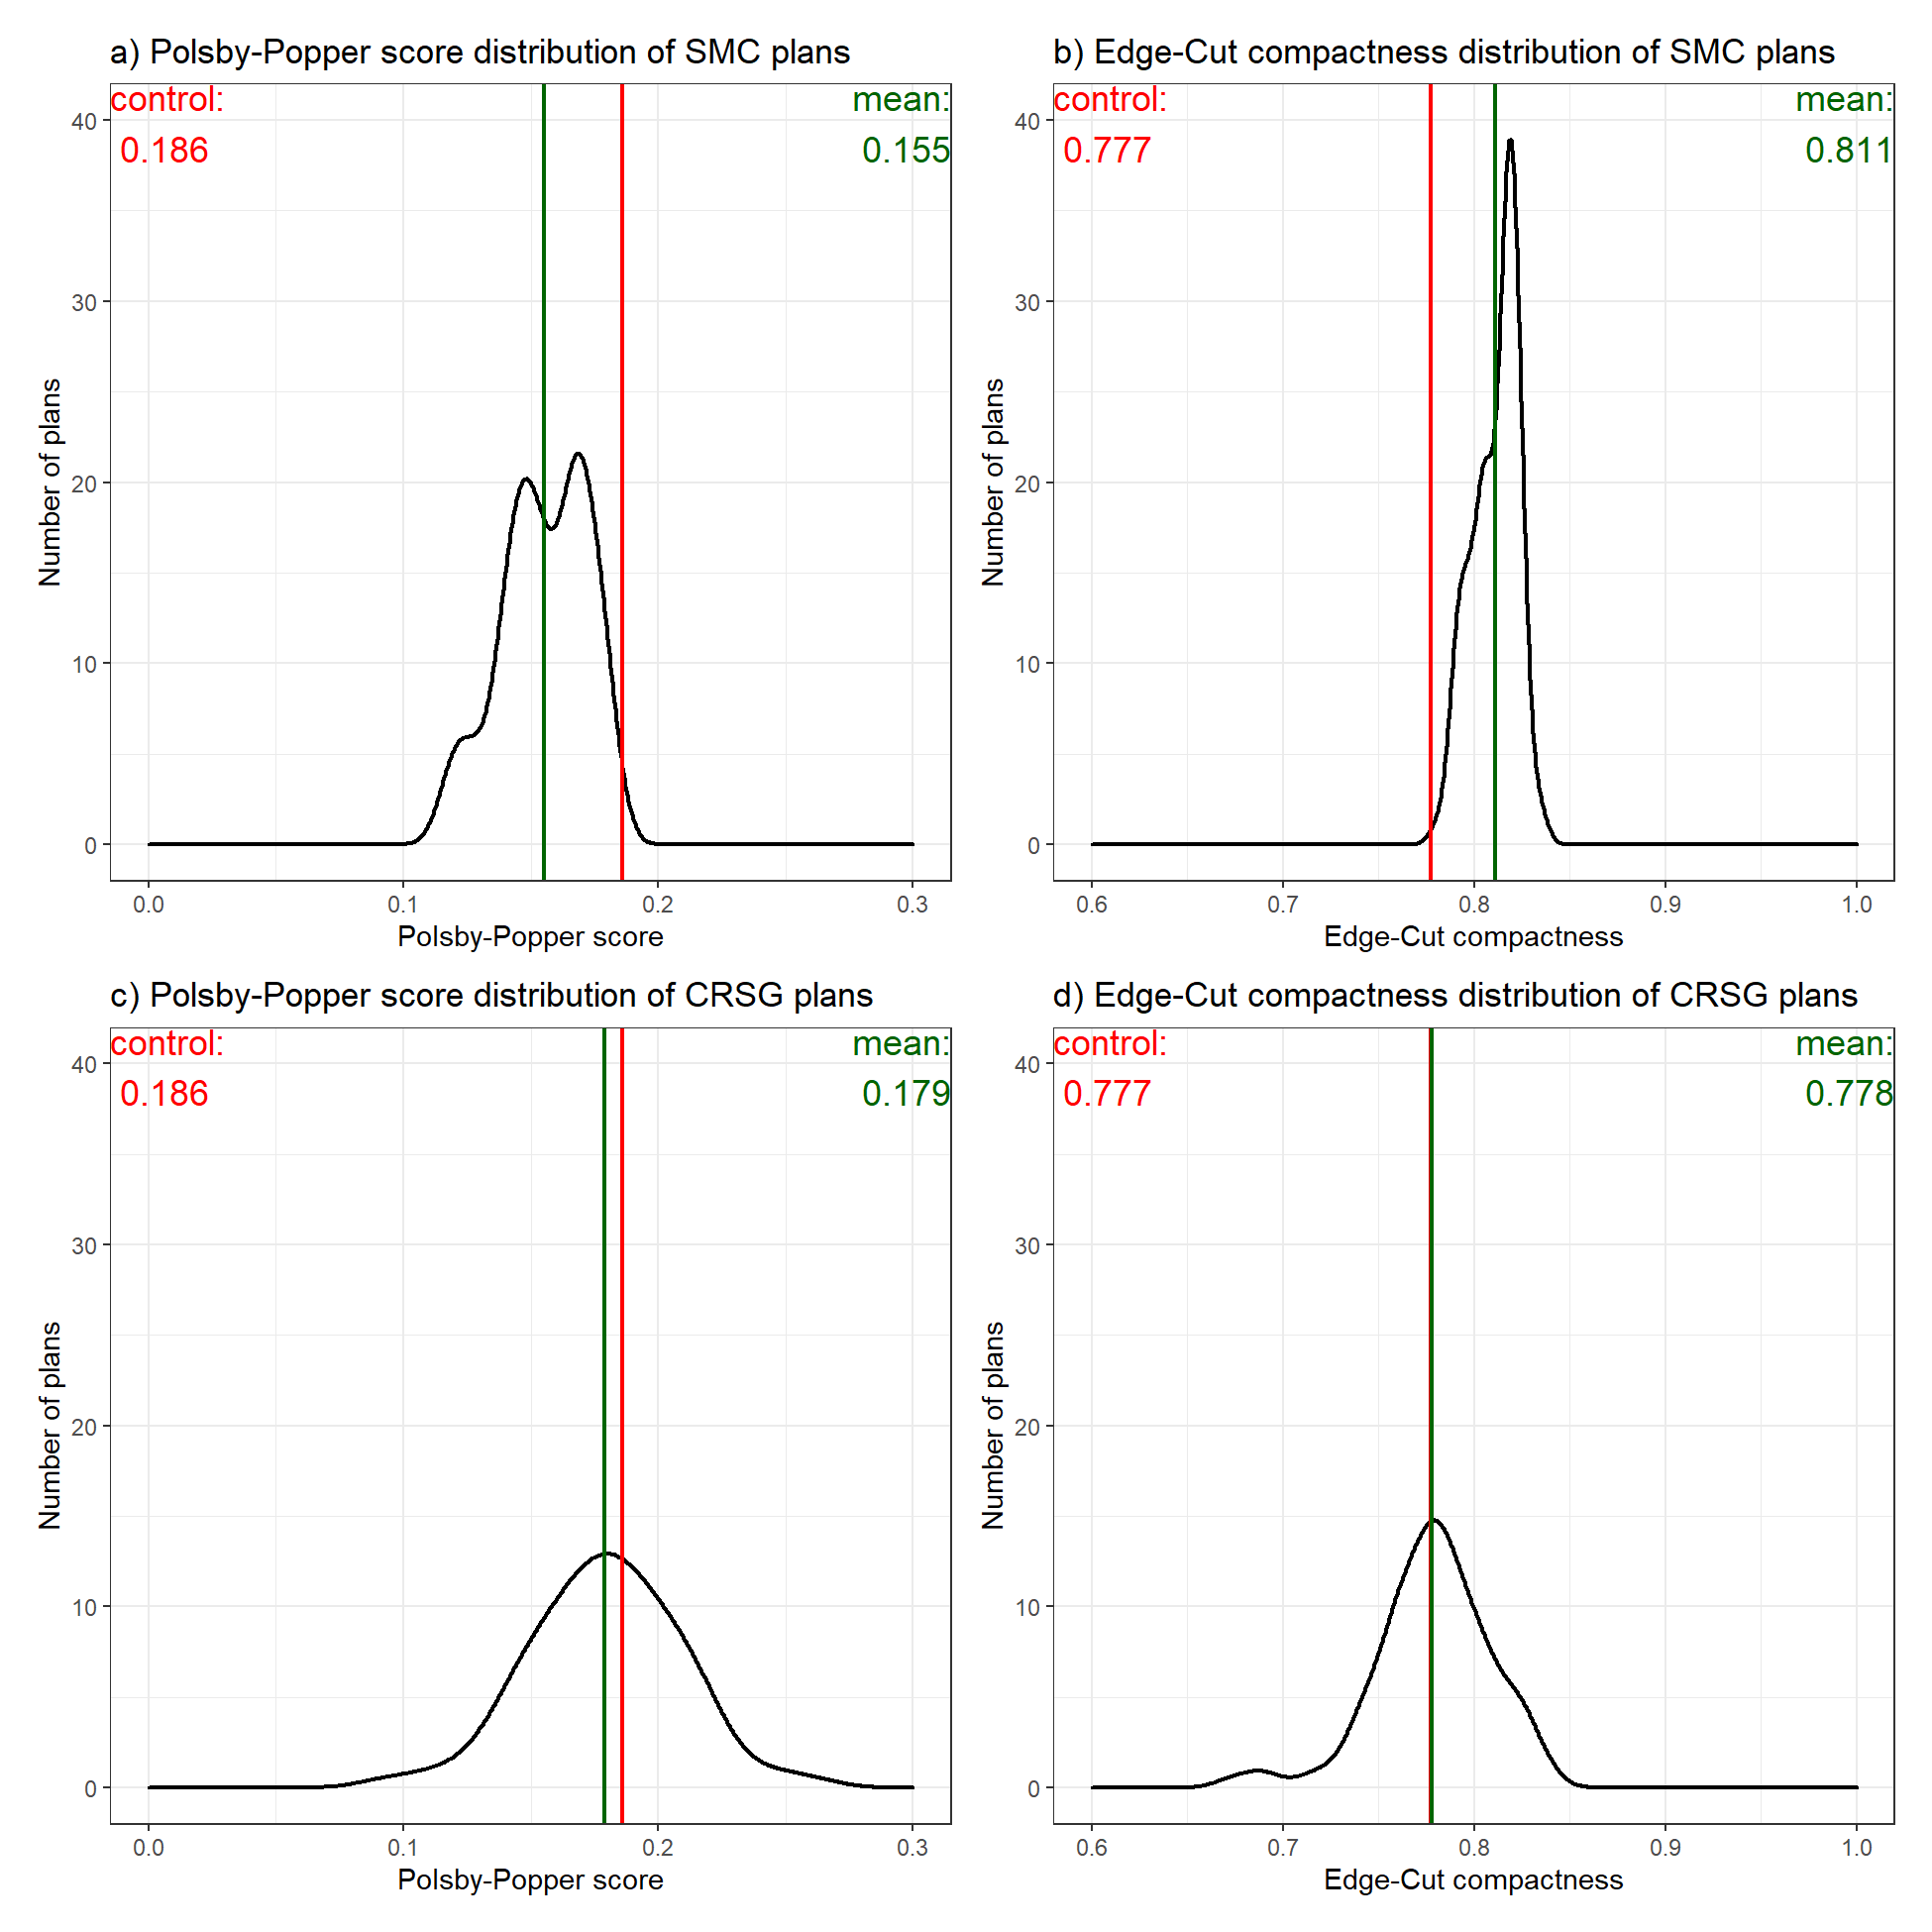 a) Polsby-Popper score distribution of SMC plans
control:
0.186
mean:
0.155
40
30
20
10
0
Number of plans
0.0 0.1 0.2 0.3
Polsby-Popper score
b) Edge-Cut compactness distribution of SMC plans
control:
0.777
mean:
0.811
40
30
20
10
0
Number of plans
0.6 0.7 0.8 0.9 1.0
Edge-Cut compactness
c) Polsby-Popper score distribution of CRSG plans
control:
0.186
mean:
0.179
40
30
20
10
0
Number of plans
0.0 0.1 0.2 0.3
Polsby-Popper score
d) Edge-Cut compactness distribution of CRSG plans
control:
0.777
mean:
0.778
40
30
20
10
0
Number of plans
0.6 0.7 0.8 0.9 1.0
Edge-Cut compactness